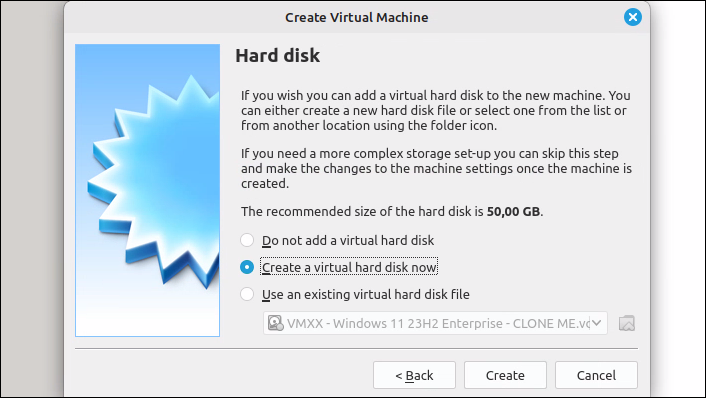 Create Virtual Machine
Hard disk
If you wish you can add a virtual hard disk to the new machine. You
can either create a new hard disk file or select one from the list or
from another location using the folder icon.
If you need a more complex storage set-up you can skip this step
and make the changes to the machine settings once the machine is
created.
The recommended size of the hard disk is 50,00 GB.
Do not add a virtual hard disk
Create a virtual hard disk now
Use an existing virtual hard disk file
VMXX - Windows 11 23H2 Enterprise - CLONE ME.vd
< Back
Create
Cancel